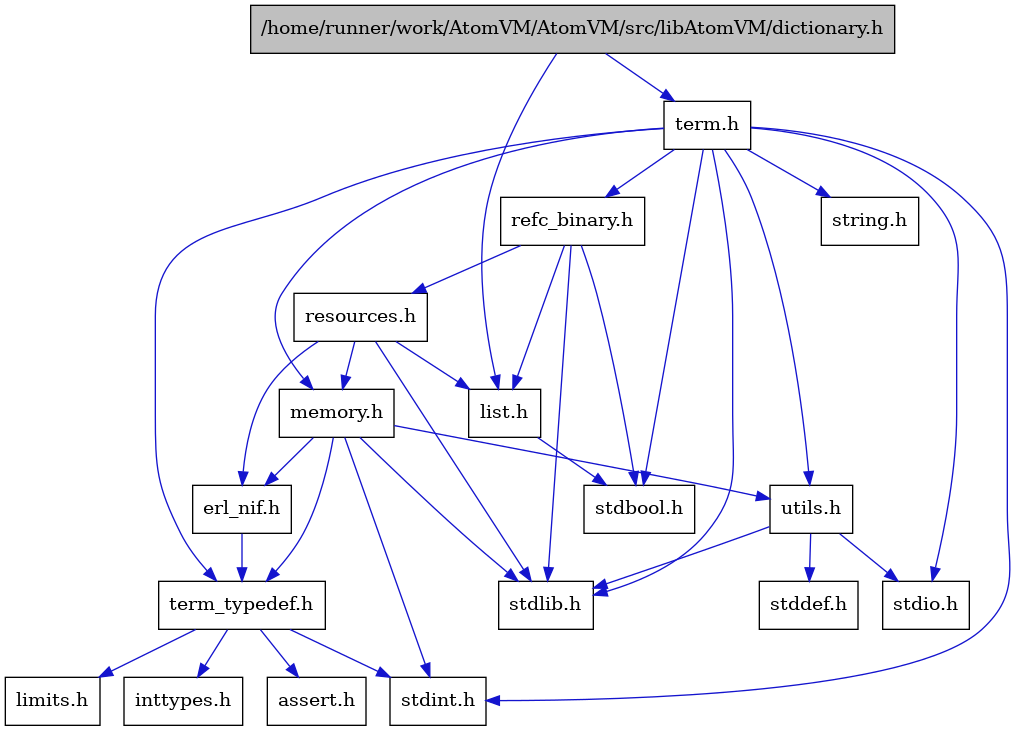 /home/runner/work/AtomVM/AtomVM/src/libAtomVM/dictionary.h
term.h
refc_binary.h
string.h
resources.h
memory.h
list.h
erl_nif.h
stdbool.h
utils.h
term_typedef.h
stdlib.h
stddef.h
stdio.h
limits.h
inttypes.h
assert.h
stdint.h